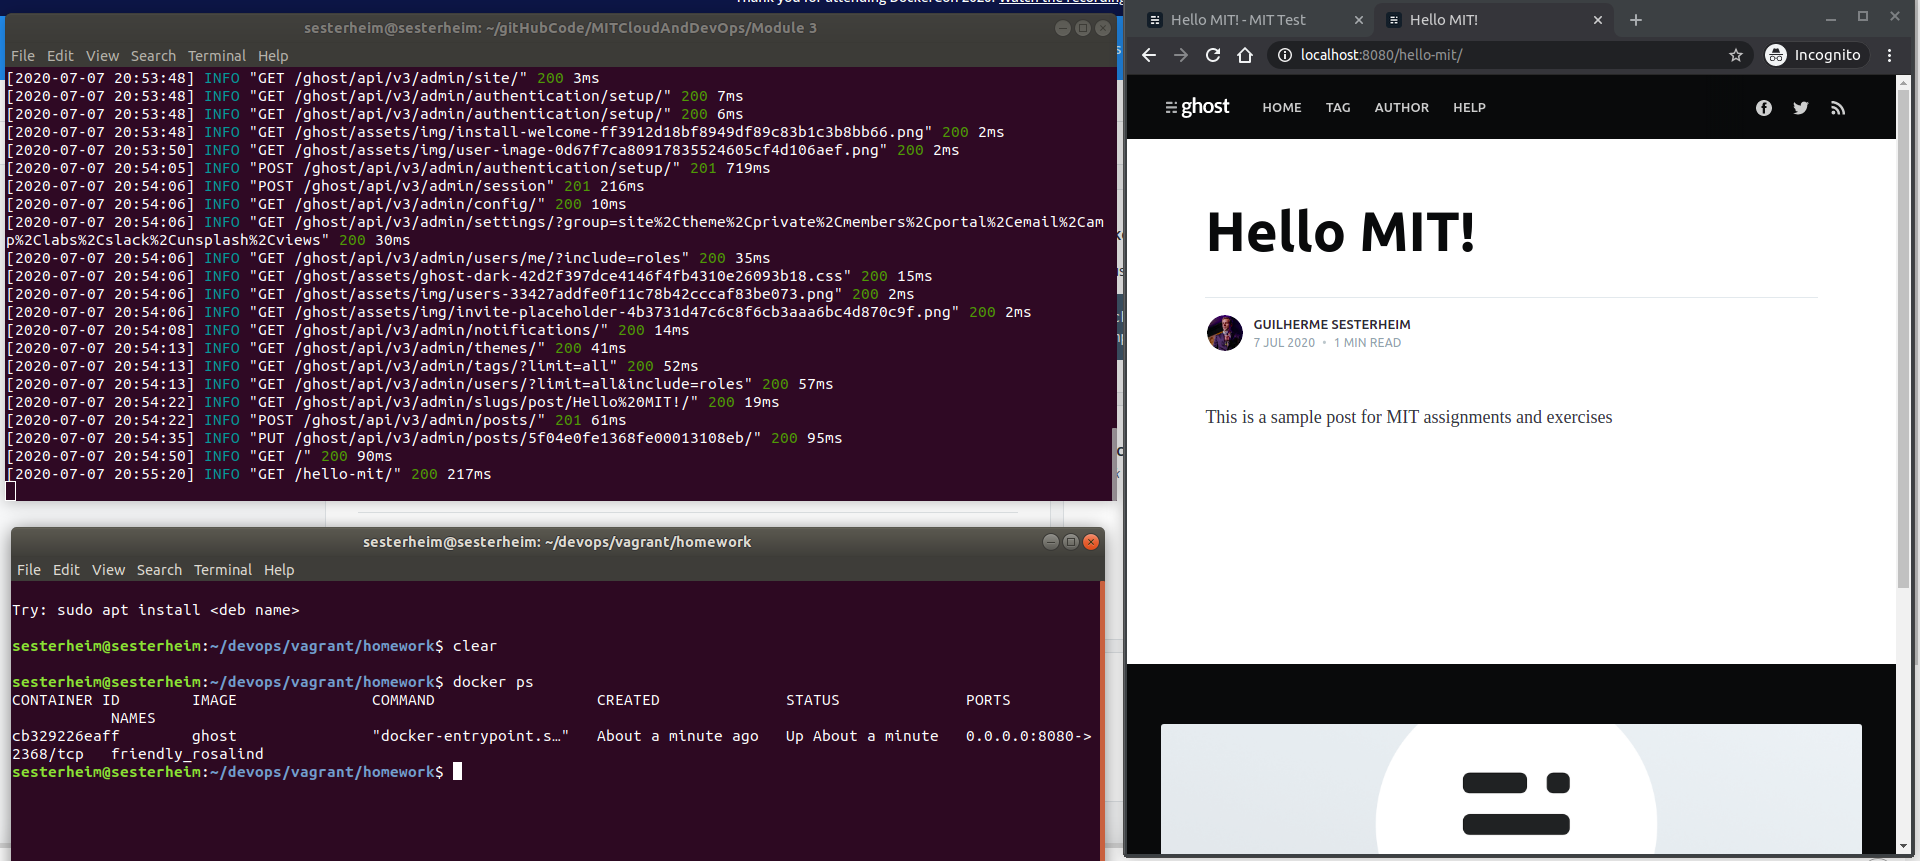 Thank you for attending DockerCon 2020! Watch the recording
sesterheim@sesterheim: ~/gitHubCode/MITCloudAndDevOps/Module 3
File Edit View Search Terminal Help
[2020-07-07 20:53:48] INFO "GET /ghost/api/v3/admin/site/" 200 3ms
[2020-07-07 20:53:48] INFO "GET /ghost/api/v3/admin/authentication/setup/" 200 7ms
[2020-07-07 20:53:48] INFO "GET /ghost/api/v3/admin/authentication/setup/" 200 6ms
[2020-07-07 20:53:48] INFO "GET /ghost/assets/img/install-welcome-ff3912d18bf8949df89c83b1c3b8bb66.png" 200 2ms
[2020-07-07 20:53:50] INFO "GET /ghost/assets/img/user-image-0d67f7ca80917835524605cf4d106aef.png" 200 2ms
[2020-07-07 20:54:05] INFO "POST /ghost/api/v3/admin/authentication/setup/" 201 719ms
[2020-07-07 20:54:06] INFO "POST /ghost/api/v3/admin/session" 201 216ms
[2020-07-07 20:54:06] INFO "GET /ghost/api/v3/admin/config/" 200 10ms
[2020-07-07 20:54:06] INFO "GET /ghost/api/v3/admin/settings/?group=site%2Ctheme%2Cprivate%2Cmembers%2Cportal%2Cemail%2Cam
p%2Clabs%2Cslack%2Cunsplash%2Cviews" 200 30ms
[2020-07-07 20:54:06] INFO "GET /ghost/api/v3/admin/users/me/?include=roles" 200 35ms
[2020-07-07 20:54:06] INFO "GET /ghost/assets/ghost-dark-42d2f397dce4146f4fb4310e26093b18.css" 200 15ms
[2020-07-07 20:54:06] INFO "GET /ghost/assets/img/users-33427addfe0f11c78b42cccaf83be073.png" 200 2ms
[2020-07-07 20:54:06] INFO "GET /ghost/assets/img/invite-placeholder-4b3731d47c6c8f6cb3aaa6bc4d870c9f.png" 200 2ms
[2020-07-07 20:54:08] INFO "GET /ghost/api/v3/admin/notifications/" 200 14ms
[2020-07-07 20:54:13] INFO "GET /ghost/api/v3/admin/themes/" 200 41ms
[2020-07-07 20:54:13] INFO "GET /ghost/api/v3/admin/tags/?limit=all" 200 52ms
[2020-07-07 20:54:13] INFO "GET /ghost/api/v3/admin/users/?limit=all&include=roles" 200 57ms
[2020-07-07 20:54:22] INFO "GET /ghost/api/v3/admin/slugs/post/Hello%20MIT!/" 200 19ms
[2020-07-07 20:54:22] INFO "POST /ghost/api/v3/admin/posts/" 201 61ms
[2020-07-07 20:54:35] INFO "PUT /ghost/api/v3/admin/posts/5f04e0fe1368fe00013108eb/" 200 95ms
[2020-07-07 20:54:50] INFO "GET /" 200 90ms
[2020-07-07 20:55:20] INFO "GET /hello-mit/" 200 217ms
sesterheim@sesterheim: ~/devops/vagrant/homework
File Edit View Search Terminal Help
Try: sudo apt install <deb name>
sesterheim@sesterheim:~/devops/vagrant/homework$ clear
sesterheim@sesterheim:~/devops/vagrant/homework$ docker ps
CONTAINER ID IMAGE COMMAND CREATED STATUS PORTS
NAMES
cb329226eaff ghost "docker-entrypoint.s…" About a minute ago Up About a minute 0.0.0.0:8080->
2368/tcp friendly_rosalind
sesterheim@sesterheim:~/devops/vagrant/homework$
Hello MIT! - MIT Test
Hello MIT!
localhost:8080/hello-mit/
Incognito
ghost HOME TAG AUTHOR HELP
Hello MIT!
GUILHERME SESTERHEIM
7 JUL 2020 • 1 MIN READ
This is a sample post for MIT assignments and exercises